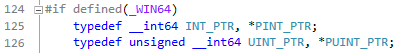 124 #if defined(_WIN64)
125 typedef __int64 INT_PTR, *PINT_PTR;
126 typedef unsigned __int64 UINT_PTR, *PUINT_PTR;